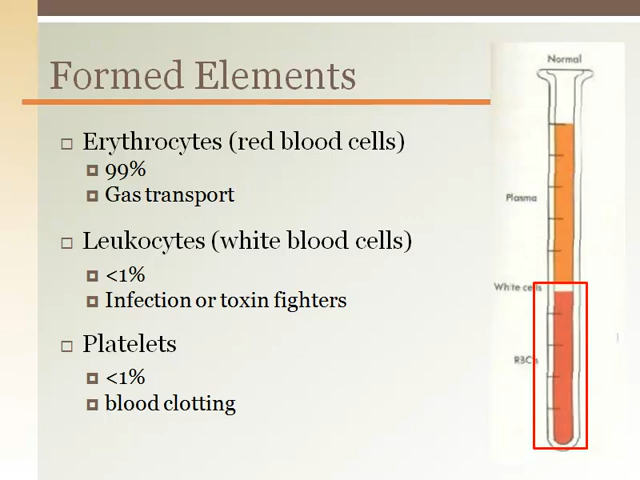 Formed Elements
Erythrocytes (red blood cells)
99%
Gas transport
Leukocytes (white blood cells)
<1%
Infection or toxin fighters
Platelets
<1%
blood clotting
Normal
Plasma
White cells
RBC's